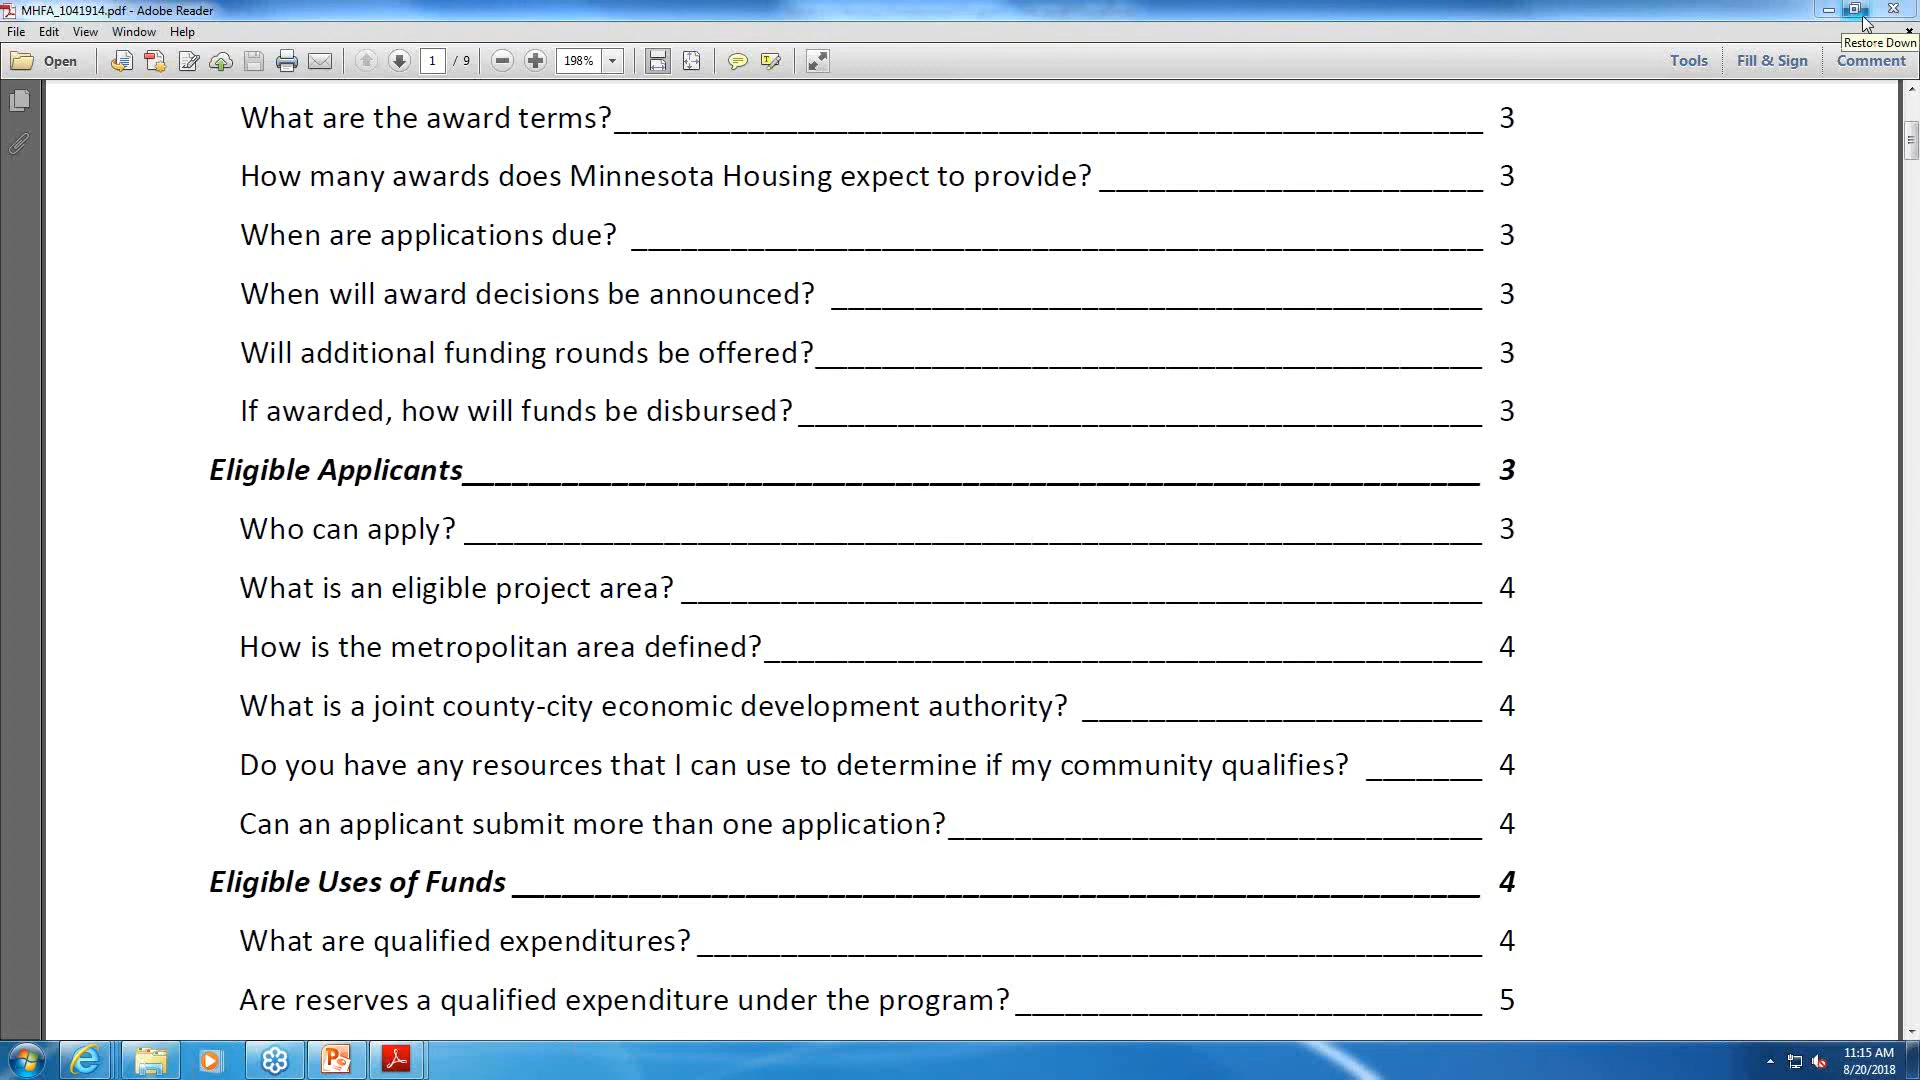 MHFA_1041914.pdf - Adobe Reader
File Edit View Window Help
Restore Down
Open 1 / 9 198% Tools Fill & Sign Comment
What are the award terms? 3
How many awards does Minnesota Housing expect to provide? 3
When are applications due? 3
When will award decisions be announced? 3
Will additional funding rounds be offered? 3
If awarded, how will funds be disbursed? 3
Eligible Applicants 3
Who can apply? 3
What is an eligible project area? 4
How is the metropolitan area defined? 4
What is a joint county-city economic development authority? 4
Do you have any resources that I can use to determine if my community qualifies? 4
Can an applicant submit more than one application? 4
Eligible Uses of Funds 4
What are qualified expenditures? 4
Are reserves a qualified expenditure under the program? 5
11:15 AM
8/20/2018